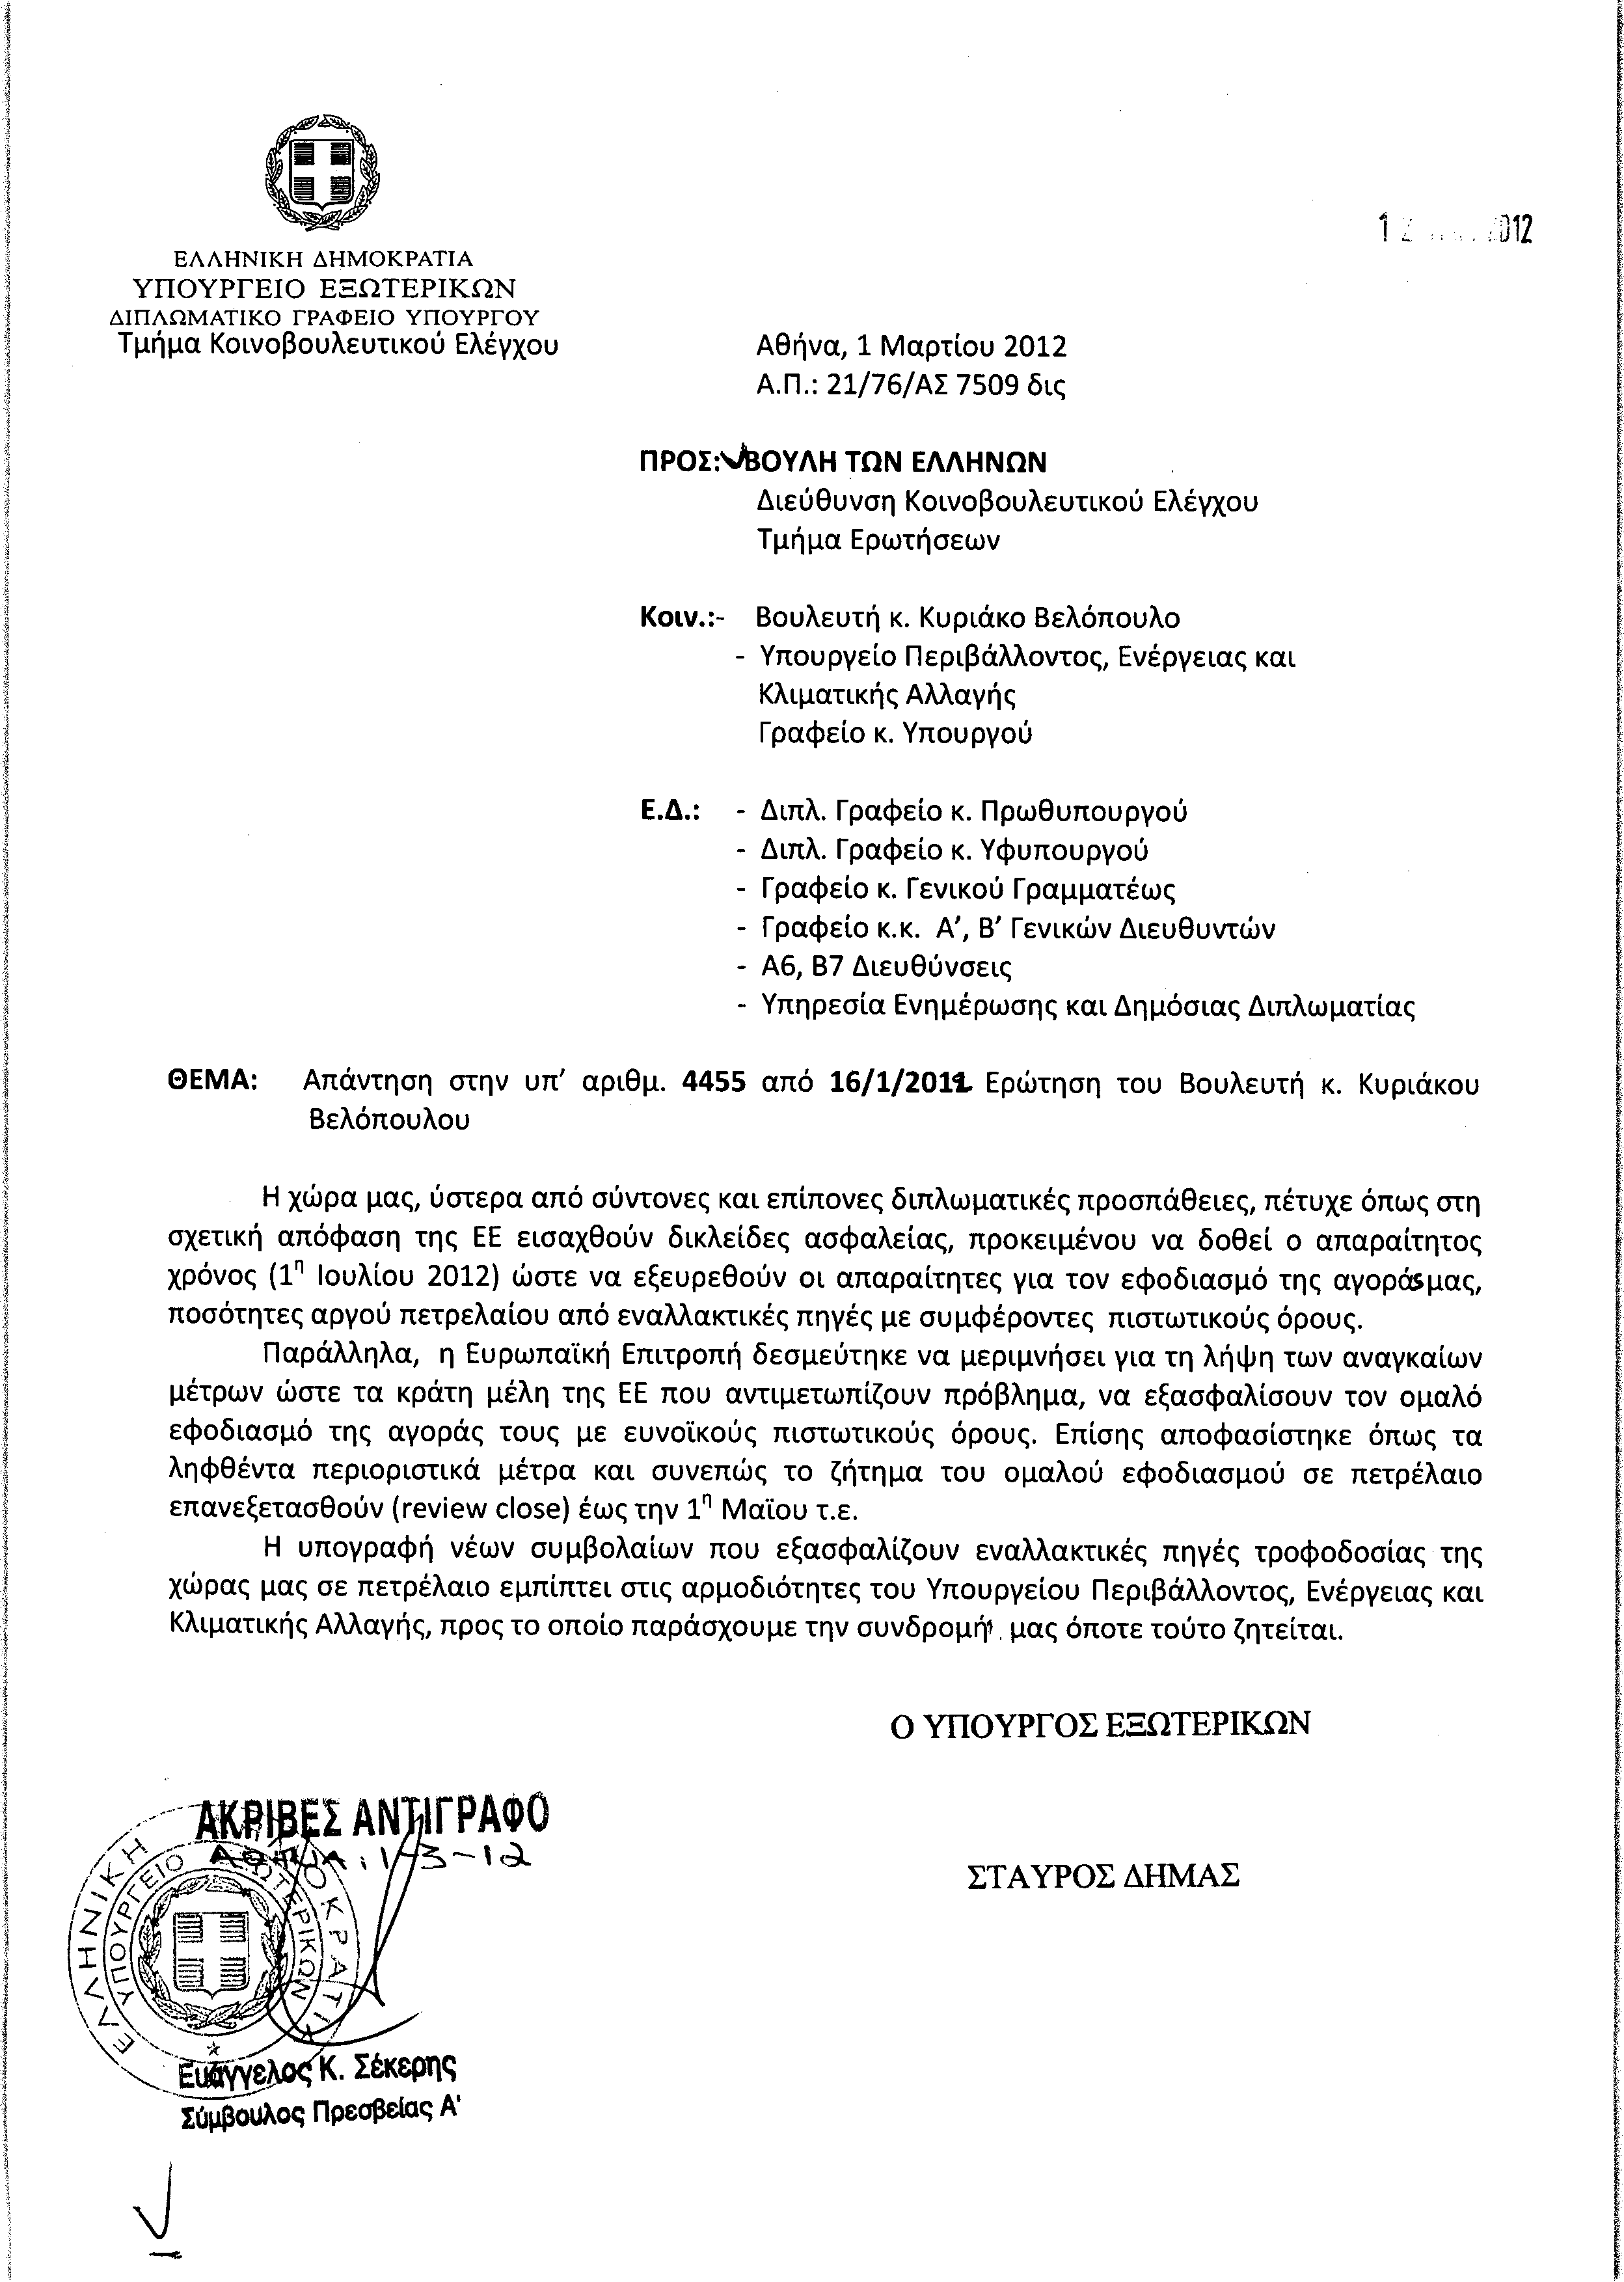 ΕΛΛΗΝΙΚΗ ΔΗΜΟΚΡΑΤΙΑ
ΥΠΟΥΡΓΕΙΟ ΕΞΩΤΕΡΙΚΩΝ
ΔΙΠΛΩΜΑΤΙΚΟ ΓΡΑΦΕΙΟ ΥΠΟΥΡΓΟΥ
Τμήμα Κοινοβουλευτικού Ελέγχου
2012
Αθήνα, 1 Μαρτίου 2012
Α.Π.: 21/76/ΑΣ 7509 δις
ΠΡΟΣ: ΒΟΥΛΗ ΤΩΝ ΕΛΛΗΝΩΝ
Διεύθυνση Κοινοβουλευτικού Ελέγχου
Τμήμα Ερωτήσεων
Κοιν.:- Βουλευτή κ. Κυριάκο Βελόπουλο
- Υπουργείο Περιβάλλοντος, Ενέργειας και
Κλιματικής Αλλαγής
Γραφείο κ. Υπουργού
Ε.Δ.: - Διπλ. Γραφείο κ. Πρωθυπουργού
- Διπλ. Γραφείο κ. Υφυπουργού
- Γραφείο κ. Γενικού Γραμματέως
- Γραφείο κ.κ. Α’, Β’ Γενικών Διευθυντών
- Α6, Β7 Διευθύνσεις
- Υπηρεσία Ενημέρωσης και Δημόσιας Διπλωματίας
ΘΕΜΑ: Απάντηση στην υπ’ αριθμ. 4455 από Ερώτηση του Βουλευτή κ. Κυριάκου
Βελόπουλου
Η χώρα μας, ύστερα από σύντονες και επίπονες διπλωματικές προσπάθειες, πέτυχε όπως στη
σχετική απόφαση της ΕΕ εισαχθούν δικλείδες ασφαλείας, προκειμένου να δοθεί ο απαραίτητος
χρόνος (1η Ιουλίου 2012) ώστε να εξευρεθούν οι απαραίτητες για τον εφοδιασμό της αγοράς μας,
ποσότητες αργού πετρελαίου από εναλλακτικές πηγές με συμφέροντες πιστωτικούς όρους.
Παράλληλα, η Ευρωπαϊκή Επιτροπή δεσμεύτηκε να μεριμνήσει για τη λήψη των αναγκαίων
μέτρων ώστε τα κράτη μέλη της ΕΕ που αντιμετωπίζουν πρόβλημα, να εξασφαλίσουν τον ομαλό
εφοδιασμό της αγοράς τους με ευνοϊκούς πιστωτικούς όρους. Επίσης αποφασίστηκε όπως τα
ληφθέντα περιοριστικά μέτρα και συνεπώς το ζήτημα του ομαλού εφοδιασμού σε πετρέλαιο
επανεξετασθούν (review close) έως την 1η Μαϊου τ.ε.
Η υπογραφή νέων συμβολαίων που εξασφαλίζουν εναλλακτικές πηγές τροφοδοσίας της
χώρας μας σε πετρέλαιο εμπίπτει στις αρμοδιότητες του Υπουργείου Περιβάλλοντος, Ενέργειας και
Κλιματικής Αλλαγής, προς το οποίο παράσχουμε την συνδρομή μας όποτε τούτο ζητείται.
Ο ΥΠΟΥΡΓΟΣ ΕΞΩΤΕΡΙΚΩΝ
ΣΤΑΥΡΟΣ ΔΗΜΑΣ
ΑΚΡΙΒΕΣ ΑΝΤΙΓΡΑΦΟ
ΑΘΗΝΑ: 1-3-12
ΕΛΛΗΝΙΚΗ ΔΗΜΟΚΡΑΤΙΑ
ΥΠΟΥΡΓΕΙΟ ΕΞΩΤΕΡΙΚΩΝ
Ευάγγελος Κ. Σέκερης
Σύμβουλος Πρεσβείας Α'